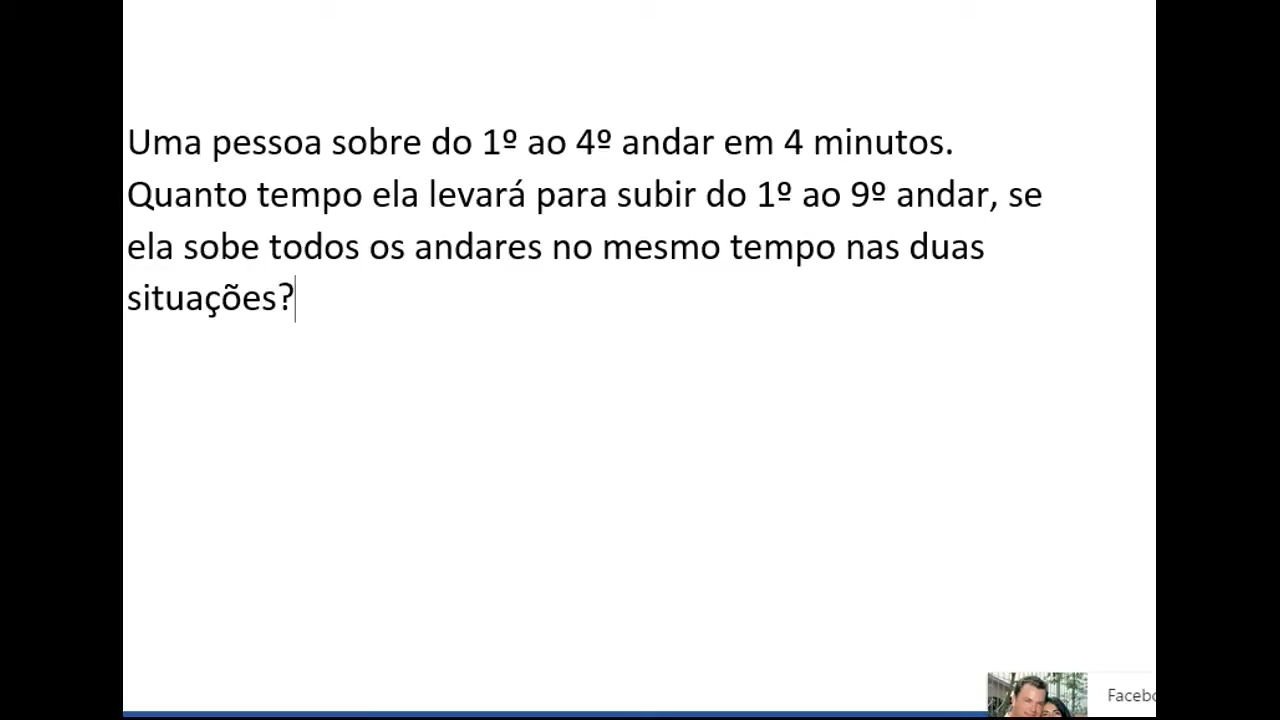 Uma pessoa sobre do 1º ao 4º andar em 4 minutos.
Quanto tempo ela levará para subir do 1º ao 9º andar, se
ela sobe todos os andares no mesmo tempo nas duas
situações?
Facebo